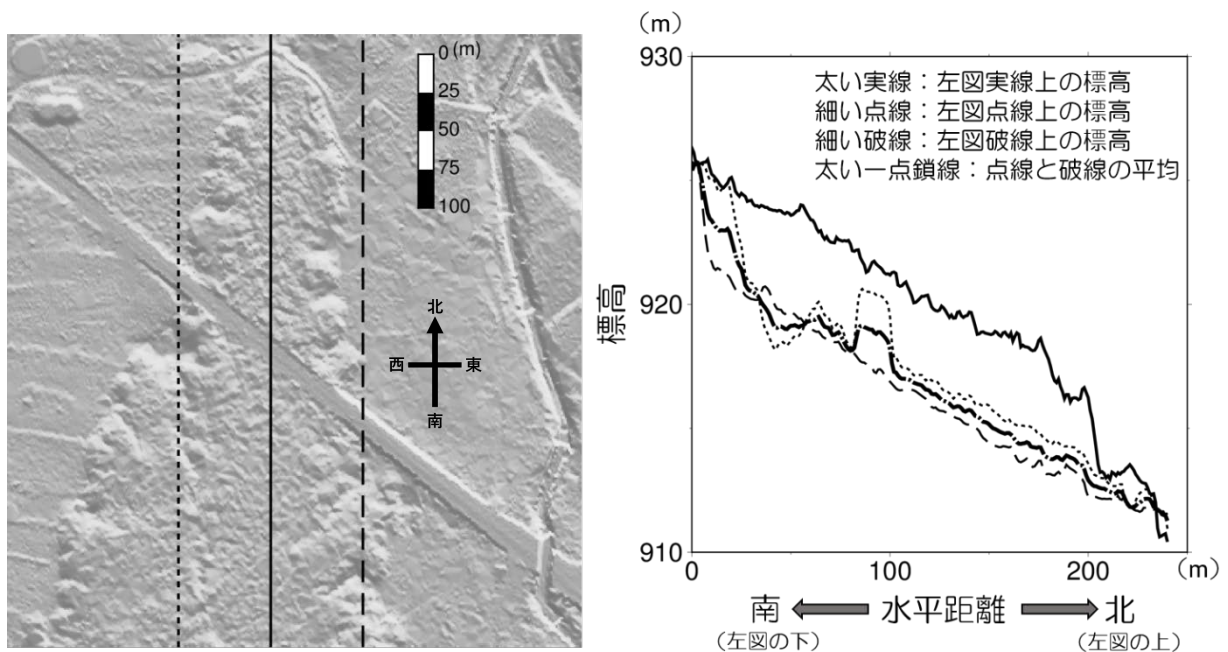 0 (m)
25
50
75
100
北
西
東
南
(m)
930
920
910
標高
太い実線：左図実線上の標高
細い点線：左図点線上の標高
細い破線：左図破線上の標高
太い一点鎖線：点線と破線の平均
0
100
200
(m)
南
水平距離
北
(左図の下)
(左図の上)